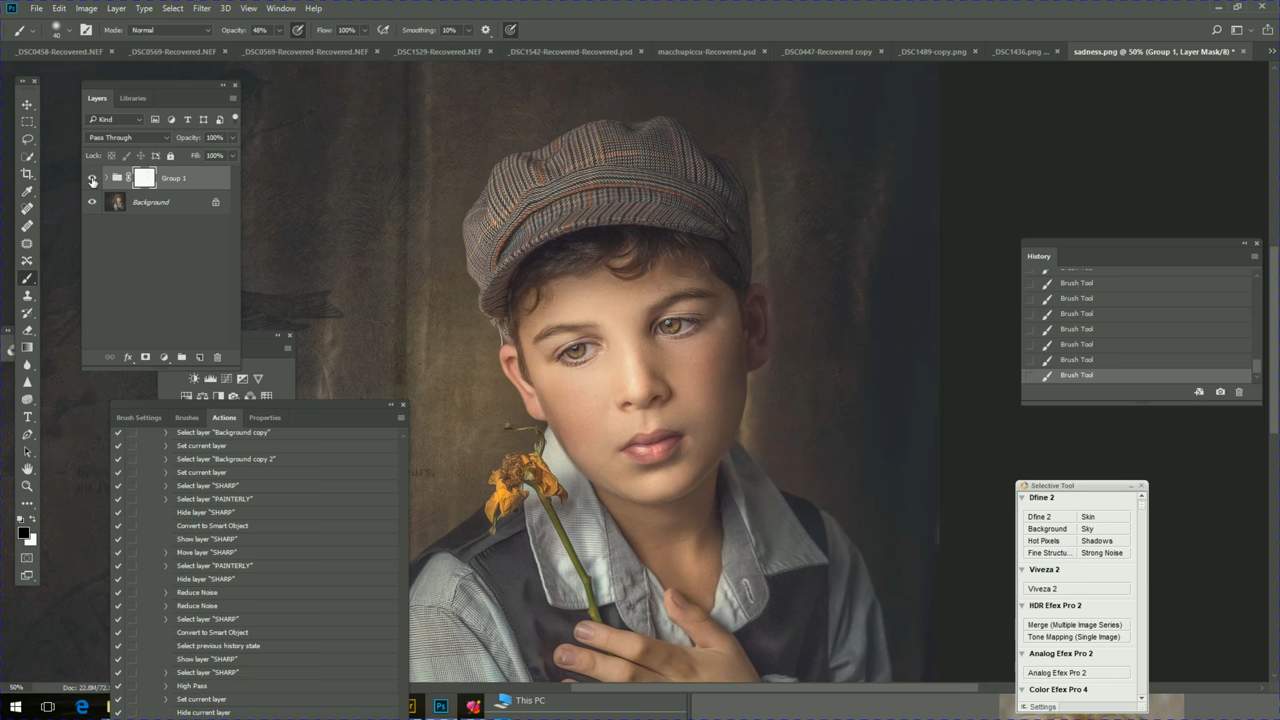 Ps File Edit Image Layer Type Select Filter 3D View Window Help
40 Mode: Normal Opacity: 48% Flow: 100% Smoothing: 10%
_DSC0458-Recovered.NEF × _DSC0569-Recovered.NEF × _DSC0569-Recovered.NEF × _DSC1529-Recovered.NEF × _DSC1542-Recovered-Recovered.psd × macchupiccu-Recovered.psd × _DSC0447-Recovered copy × _DSC1489-copy.png × _DSC1436.png ... × sadness.png @ 50% (Group 1, Layer Mask/8) * ×
Layers Libraries
Kind
Pass Through Opacity: 100%
Lock: Fill: 100%
Group 1
Background
fx
Brush Settings Brushes Actions Properties
Select layer "Background copy"
Set current layer
Select layer "Background copy 2"
Set current layer
Select layer "SHARP"
Select layer "PAINTERLY"
Hide layer "SHARP"
Convert to Smart Object
Show layer "SHARP"
Move layer "SHARP"
Select layer "PAINTERLY"
Hide layer "SHARP"
Reduce Noise
Reduce Noise
Select layer "SHARP"
Convert to Smart Object
Select previous history state
Show layer "SHARP"
Select layer "SHARP"
High Pass
Set current layer
Hide current layer
History
Brush Tool
Brush Tool
Brush Tool
Brush Tool
Brush Tool
Brush Tool
Brush Tool
Selective Tool
Dfine 2
Dfine 2 Skin
Background Sky
Hot Pixels Shadows
Fine Structu... Strong Noise
Viveza 2
Viveza 2
HDR Efex Pro 2
Merge (Multiple Image Series)
Tone Mapping (Single Image)
Analog Efex Pro 2
Analog Efex Pro 2
Color Efex Pro 4
Settings
50% Doc: 22.8M/72.
Ps This PC